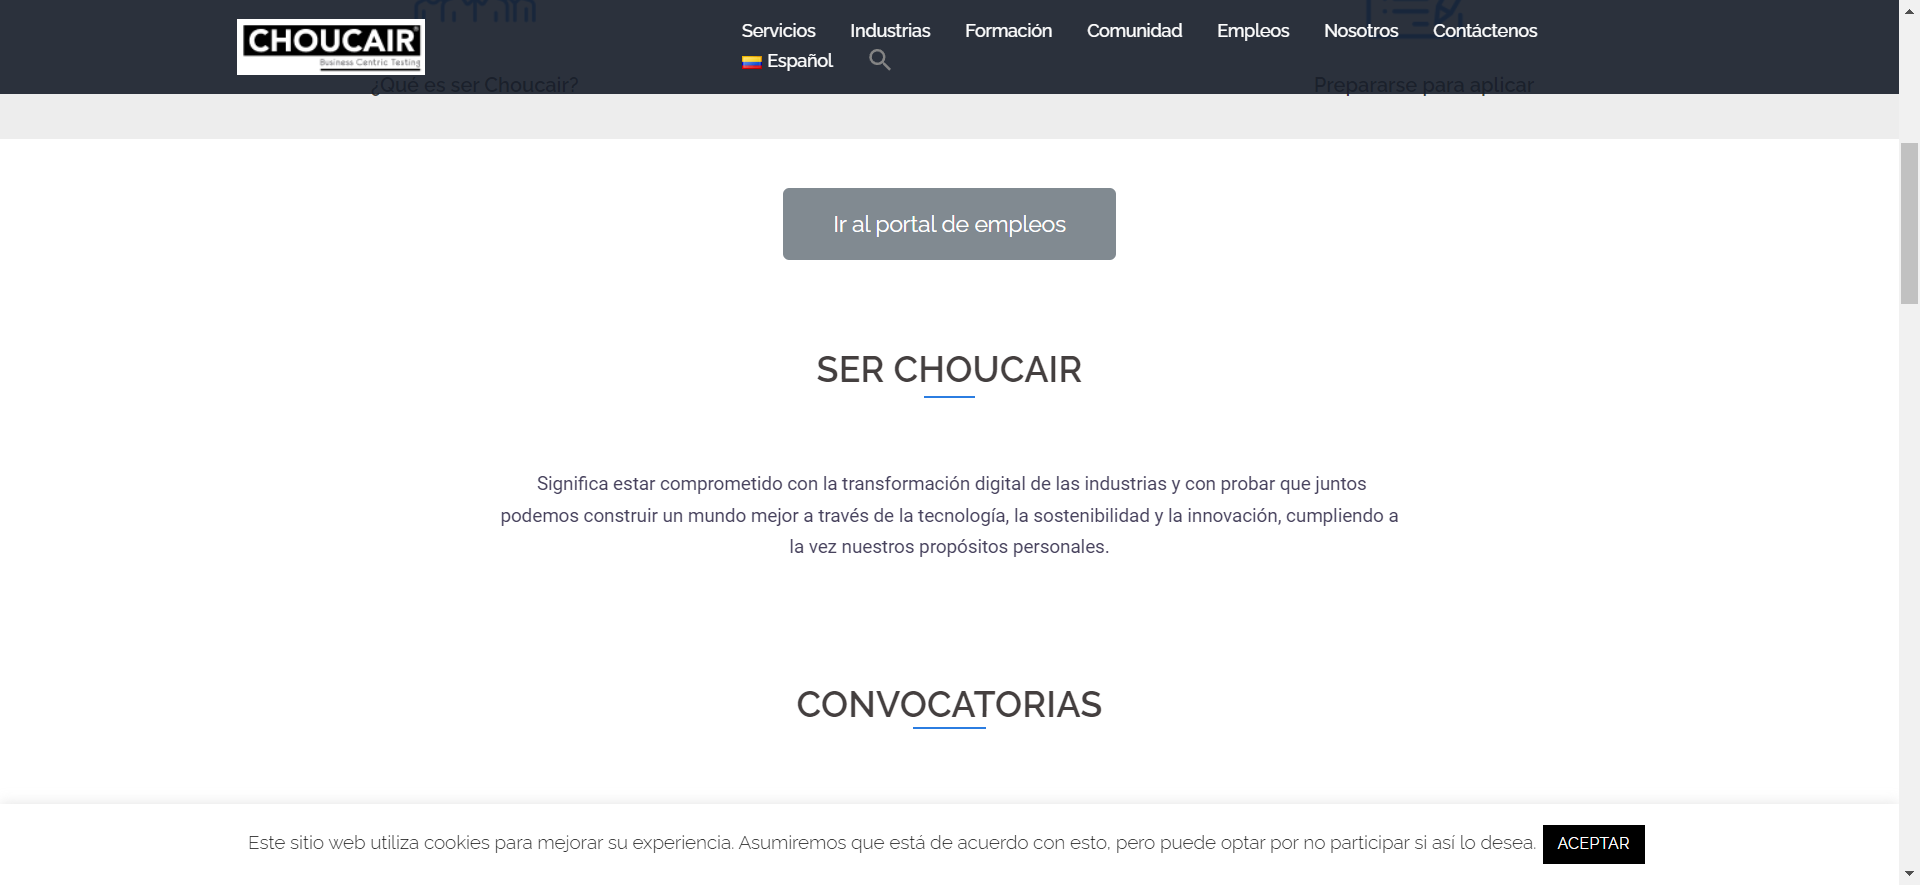 CHOUCAIR
Business Centric Testing
Servicios Industrias Formación Comunidad Empleos Nosotros Contáctenos
Español
¿Qué es ser Choucair?
Prepararse para aplicar
Ir al portal de empleos
SER CHOUCAIR
Significa estar comprometido con la transformación digital de las industrias y con probar que juntos
podemos construir un mundo mejor a través de la tecnología, la sostenibilidad y la innovación, cumpliendo a
la vez nuestros propósitos personales.
CONVOCATORIAS
Este sitio web utiliza cookies para mejorar su experiencia. Asumiremos que está de acuerdo con esto, pero puede optar por no participar si así lo desea. ACEPTAR